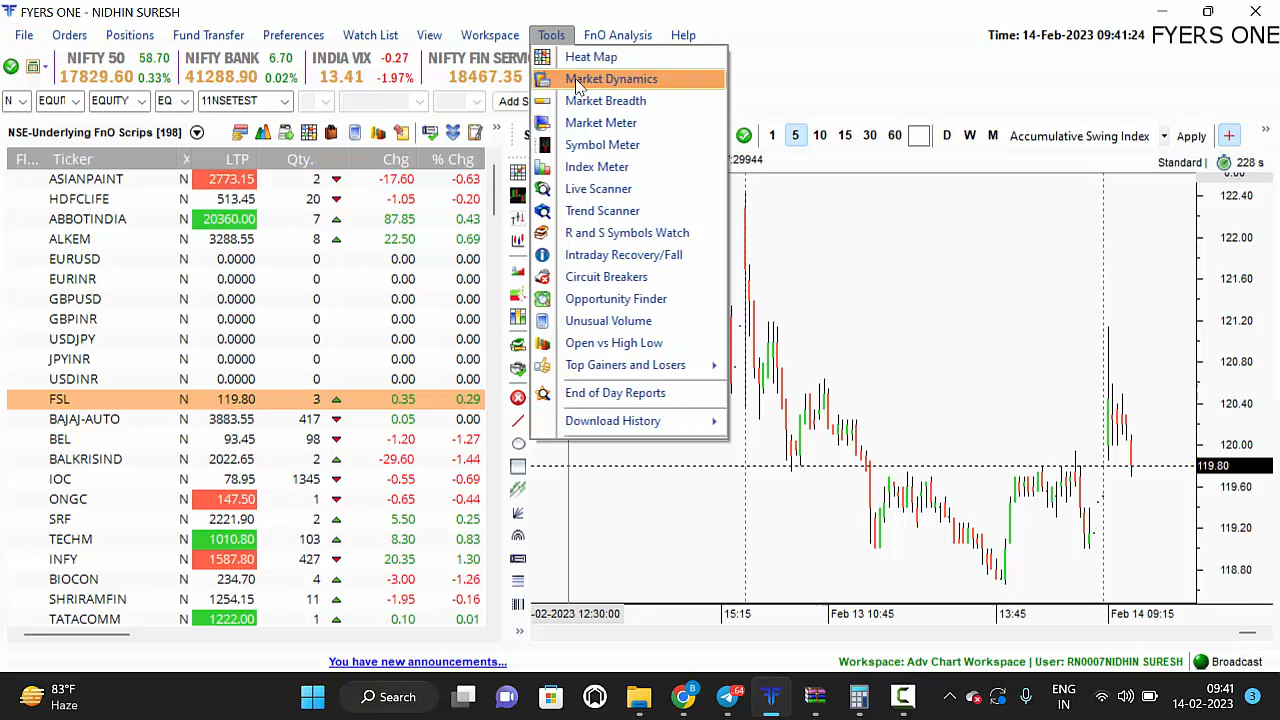 FYERS ONE - NIDHIN SURESH
File Orders Positions Fund Transfer Preferences Watch List View Workspace Tools FnO Analysis Help Time: 14-Feb-2023 09:41:24 FYERS ONE
NIFTY 50 58.70 NIFTY BANK 6.70 INDIA VIX -0.27 NIFTY FIN SERVI
17829.60 0.33% 41288.90 0.02% 13.41 -1.97% 18467.35
N EQUIT EQUITY EQ 11NSETEST Add S
NSE-Underlying FnO Scrips [198] 1 5 10 15 30 60 D W M Accumulative Swing Index Apply
:29944 Standard 228 s
Fl... Ticker X LTP Qty. Chg % Chg
ASIANPAINT N 2773.15 2 -17.60 -0.63
HDFCLIFE N 513.45 20 -1.05 -0.20
ABBOTINDIA N 20360.00 7 87.85 0.43
ALKEM N 3288.55 8 22.50 0.69
EURUSD N 0.0000 0 0.00 0.00
EURINR N 0.0000 0 0.00 0.00
GBPUSD N 0.0000 0 0.00 0.00
GBPINR N 0.0000 0 0.00 0.00
USDJPY N 0.0000 0 0.00 0.00
JPYINR N 0.0000 0 0.00 0.00
USDINR N 0.0000 0 0.00 0.00
FSL N 119.80 3 0.35 0.29
BAJAJ-AUTO N 3883.55 417 0.05 0.00
BEL N 93.45 98 -1.20 -1.27
BALKRISIND N 2022.65 2 -29.60 -1.44
IOC N 78.95 1345 -0.55 -0.69
ONGC N 147.50 1 -0.65 -0.44
SRF N 2221.90 2 5.50 0.25
TECHM N 1010.80 103 8.30 0.83
INFY N 1587.80 427 20.35 1.30
BIOCON N 234.70 4 -3.00 -1.26
SHRIRAMFIN N 1254.15 11 -1.95 -0.16
TATACOMM N 1222.00 1 0.10 0.01
Heat Map
Market Dynamics
Market Breadth
Market Meter
Symbol Meter
Index Meter
Live Scanner
Trend Scanner
R and S Symbols Watch
Intraday Recovery/Fall
Circuit Breakers
Opportunity Finder
Unusual Volume
Open vs High Low
Top Gainers and Losers
End of Day Reports
Download History
0.00
122.40
122.00
121.60
121.20
120.80
120.40
120.00
119.80
119.60
119.20
118.80
-02-2023 12:30:00 15:15 Feb 13 10:45 13:45 Feb 14 09:15
You have new announcements... Workspace: Adv Chart Workspace | User: RN0007NIDHIN SURESH Broadcast
83°F
Haze
Search
64
ENG
IN
09:41
14-02-2023
3